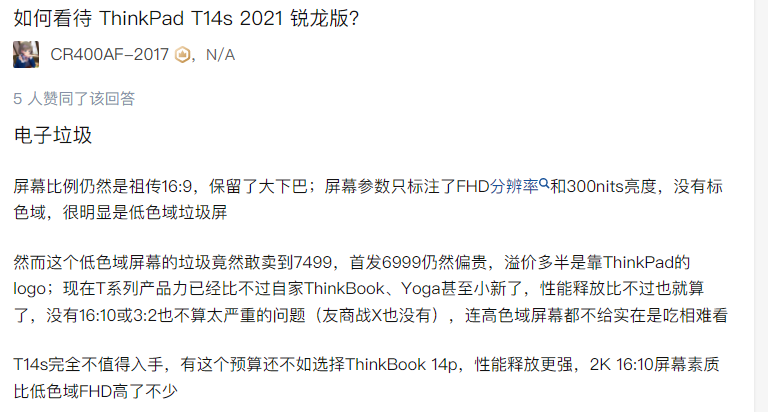 如何看待 ThinkPad T14s 2021 锐龙版？
CR400AF-2017 ，N/A
5 人赞同了该回答
电子垃圾
屏幕比例仍然是祖传16:9，保留了大下巴；屏幕参数只标注了FHD分辨率和300nits亮度，没有标
色域，很明显是低色域垃圾屏
然而这个低色域屏幕的垃圾竟然敢卖到7499，首发6999仍然偏贵，溢价多半是靠ThinkPad的
logo；现在T系列产品力已经比不过自家ThinkBook、Yoga甚至小新了，性能释放比不过也就算
了，没有16:10或3:2也不算太严重的问题（友商战X也没有），连高色域屏幕都不给实在是吃相难看
T14s完全不值得入手，有这个预算还不如选择ThinkBook 14p，性能释放更强，2K 16:10屏幕素质
比低色域FHD高了不少